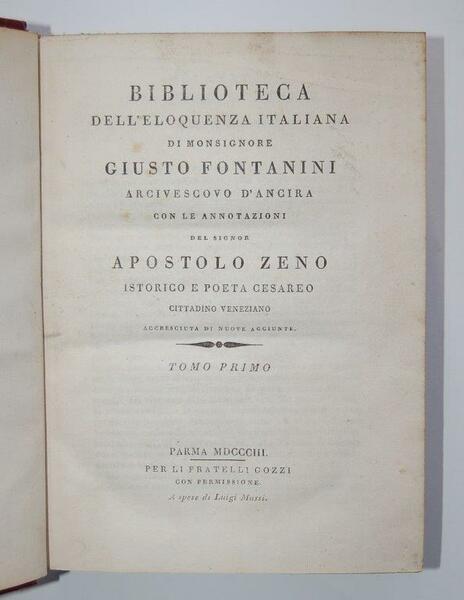 BIBLIOTECA
DELL'ELOQUENZA ITALIANA
DI MONSIGNORE
GIUSTO FONTANINI
ARCIVESCOVO D'ANCIRA
CON LE ANNOTAZIONI
DEL SIGNOR
APOSTOLO ZENO
ISTORICO E POETA CESAREO
CITTADINO VENEZIANO
ACCRESCIUTA DI NUOVE AGGIUNTE.
TOMO PRIMO
PARMA MDCCCIII.
PER LI FRATELLI GOZZI
CON PERMISSIONE.
A spese di Luigi Mussi.